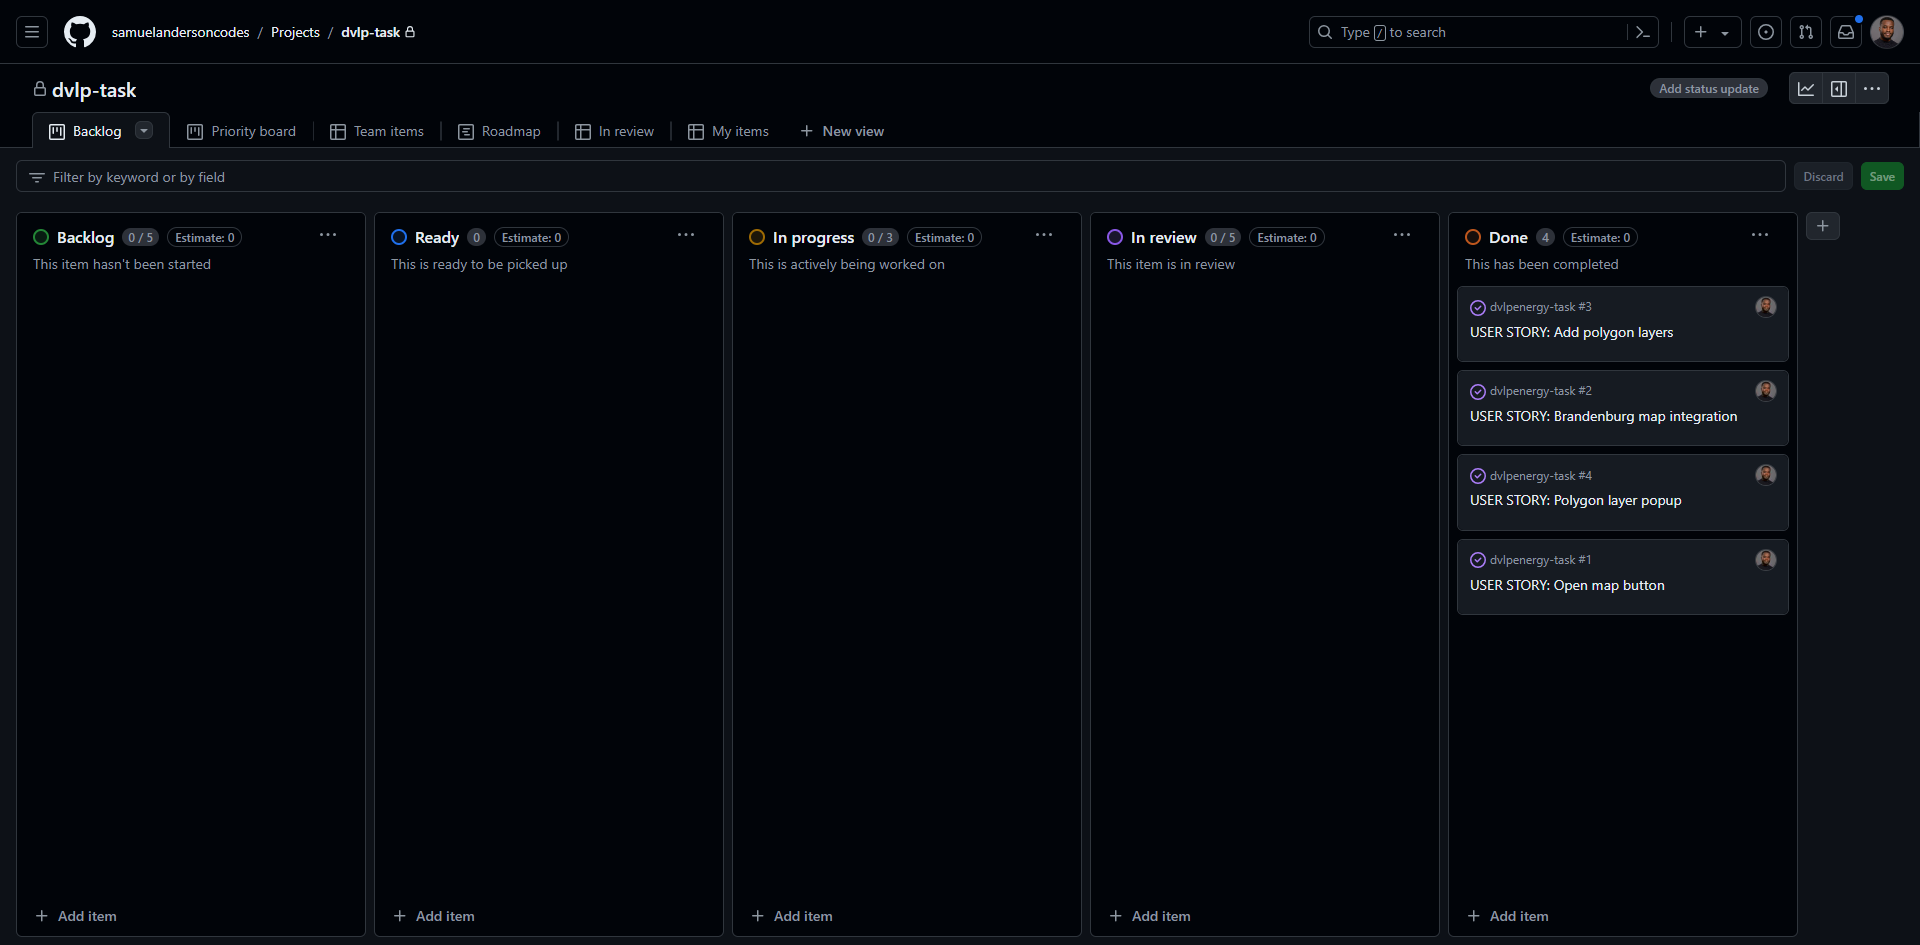 samuelandersoncodes / Projects / dvlp-task
Type / to search
dvlp-task
Add status update
Backlog
Priority board
Team items
Roadmap
In review
My items
New view
Filter by keyword or by field
Discard
Save
Backlog 0 / 5 Estimate: 0
This item hasn't been started
Add item
Ready 0 Estimate: 0
This is ready to be picked up
Add item
In progress 0 / 3 Estimate: 0
This is actively being worked on
Add item
In review 0 / 5 Estimate: 0
This item is in review
Add item
Done 4 Estimate: 0
This has been completed
dvlpenergy-task #3
USER STORY: Add polygon layers
dvlpenergy-task #2
USER STORY: Brandenburg map integration
dvlpenergy-task #4
USER STORY: Polygon layer popup
dvlpenergy-task #1
USER STORY: Open map button
Add item